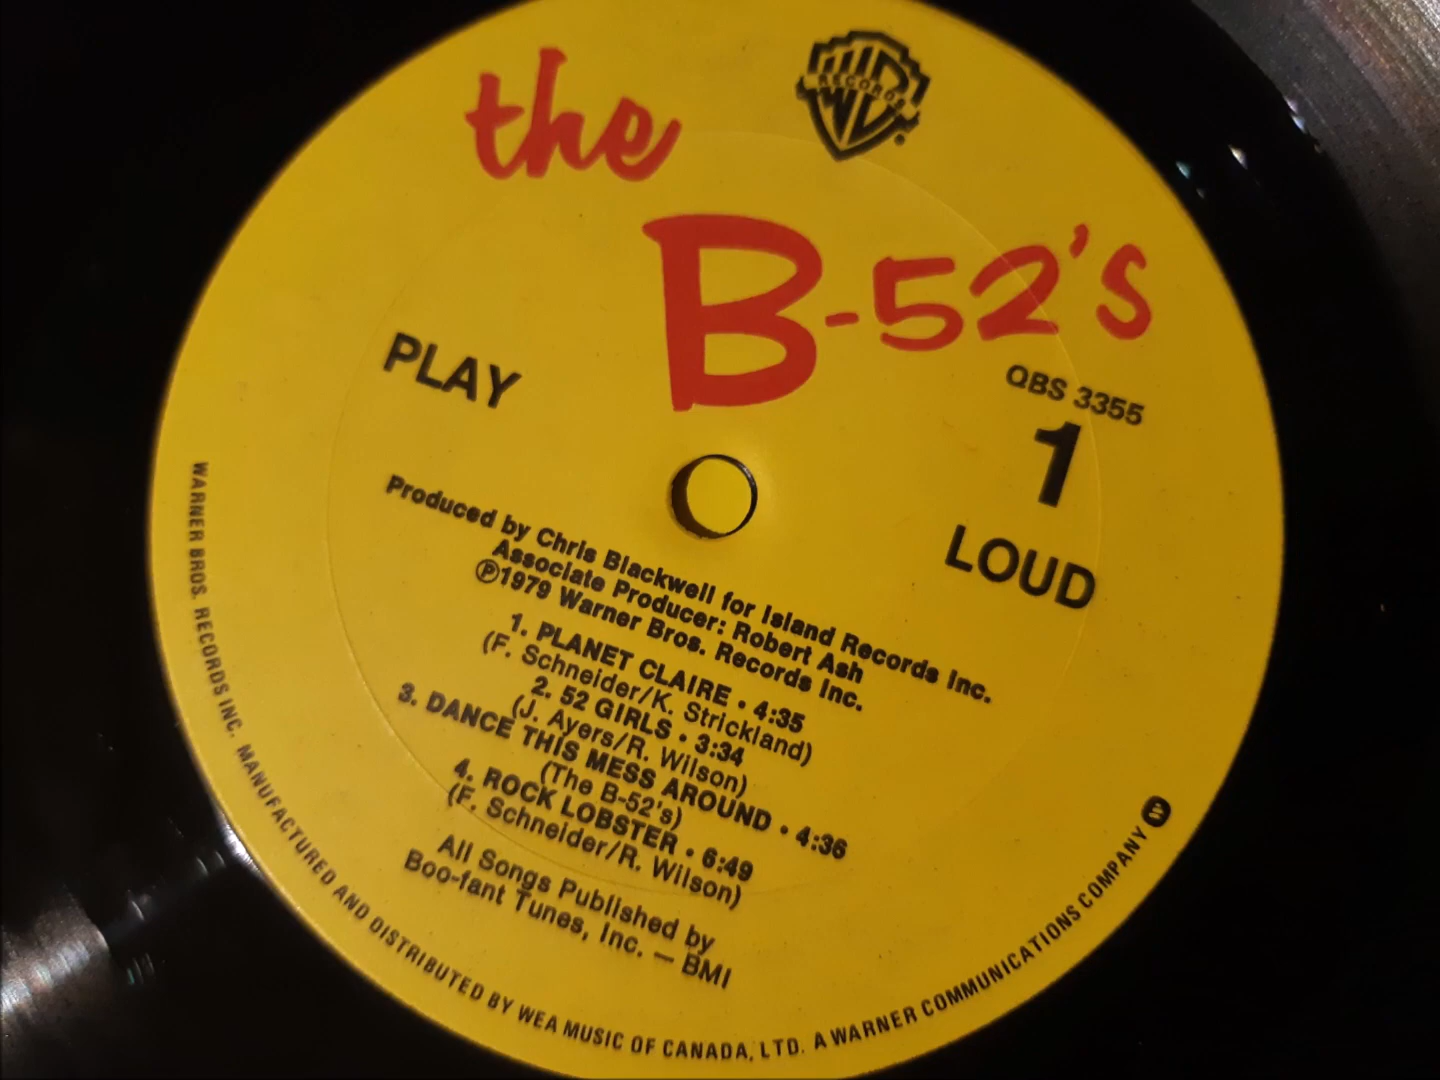 the
B-52's
RECORDS
PLAY
QBS 3355
1
LOUD
Produced by Chris Blackwell for Island Records Inc.
Associate Producer: Robert Ash
℗1979 Warner Bros. Records Inc.
1. PLANET CLAIRE • 4:35
(F. Schneider/K. Strickland)
2. 52 GIRLS • 3:34
(J. Ayers/R. Wilson)
3. DANCE THIS MESS AROUND • 4:36
(The B-52's)
4. ROCK LOBSTER • 6:49
(F. Schneider/R. Wilson)
All Songs Published by
Boo-fant Tunes, Inc. — BMI
WARNER BROS. RECORDS INC. MANUFACTURED AND DISTRIBUTED BY WEA MUSIC OF CANADA, LTD. A WARNER COMMUNICATIONS COMPANY